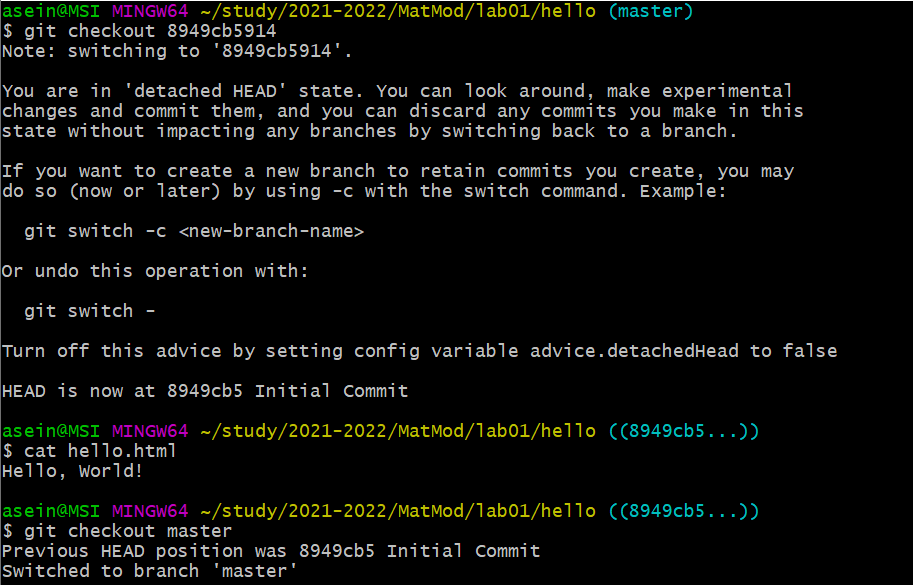 asein@MSI MINGW64 ~/study/2021-2022/MatMod/lab01/hello (master)
$ git checkout 8949cb5914
Note: switching to '8949cb5914'.
You are in 'detached HEAD' state. You can look around, make experimental
changes and commit them, and you can discard any commits you make in this
state without impacting any branches by switching back to a branch.
If you want to create a new branch to retain commits you create, you may
do so (now or later) by using -c with the switch command. Example:
  git switch -c <new-branch-name>
Or undo this operation with:
  git switch -
Turn off this advice by setting config variable advice.detachedHead to false
HEAD is now at 8949cb5 Initial Commit
asein@MSI MINGW64 ~/study/2021-2022/MatMod/lab01/hello ((8949cb5...))
$ cat hello.html
Hello, World!
asein@MSI MINGW64 ~/study/2021-2022/MatMod/lab01/hello ((8949cb5...))
$ git checkout master
Previous HEAD position was 8949cb5 Initial Commit
Switched to branch 'master'